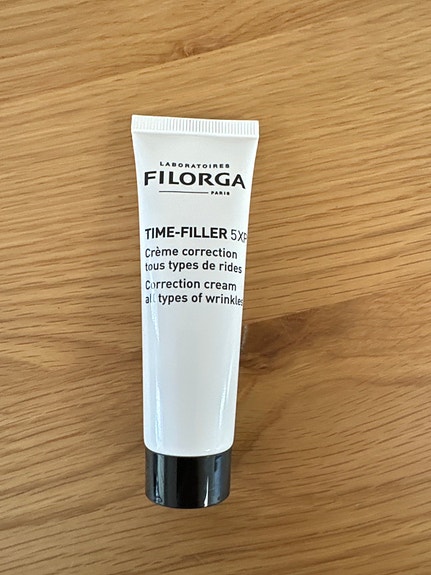 LABORATOIRES
FILORGA
PARIS
TIME-FILLER 5XP
Crème correction
tous types de rides
Correction cream
all types of wrinkles